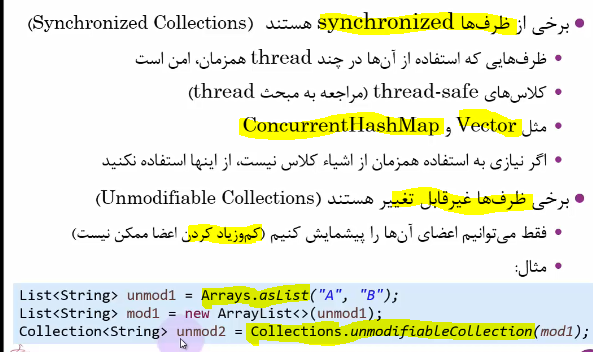 برخی از ظرف‌ها synchronized هستند (Synchronized Collections)
ظرف‌هایی که استفاده از آن‌ها در چند thread همزمان، امن است
کلاس‌های thread-safe (مراجعه به مبحث thread)
مثل Vector و ConcurrentHashMap
اگر نیازی به استفاده همزمان از اشیاء کلاس نیست، از اینها استفاده نکنید
برخی ظرف‌ها غیرقابل تغییر هستند (Unmodifiable Collections)
فقط می‌توانیم اعضای آن‌ها را پیشمایش کنیم (کم‌وزیاد کردن اعضا ممکن نیست)
مثال:
List<String> unmod1 = Arrays.asList("A", "B");
List<String> mod1 = new ArrayList<>(unmod1);
Collection<String> unmod2 = Collections.unmodifiableCollection(mod1);